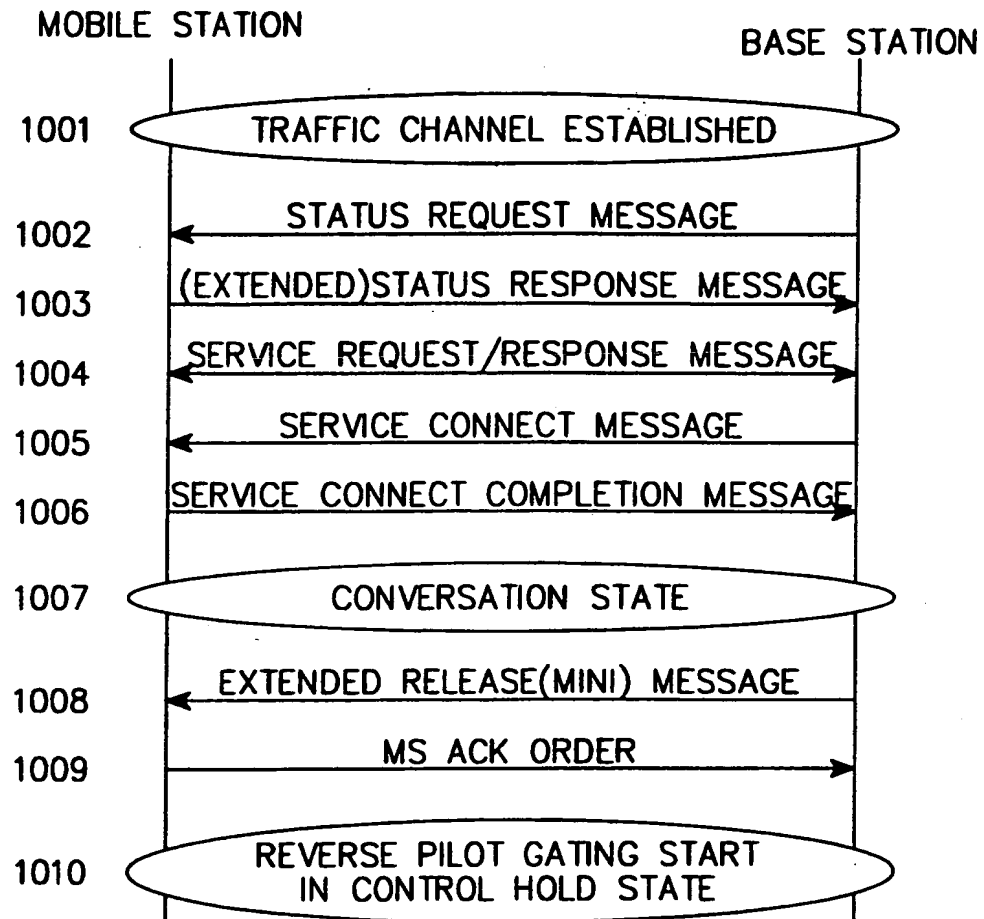 MOBILE STATION
BASE STATION
1001 TRAFFIC CHANNEL ESTABLISHED
1002 STATUS REQUEST MESSAGE
1003 (EXTENDED)STATUS RESPONSE MESSAGE
1004 SERVICE REQUEST/RESPONSE MESSAGE
1005 SERVICE CONNECT MESSAGE
1006 SERVICE CONNECT COMPLETION MESSAGE
1007 CONVERSATION STATE
1008 EXTENDED RELEASE(MINI) MESSAGE
1009 MS ACK ORDER
1010 REVERSE PILOT GATING START
IN CONTROL HOLD STATE